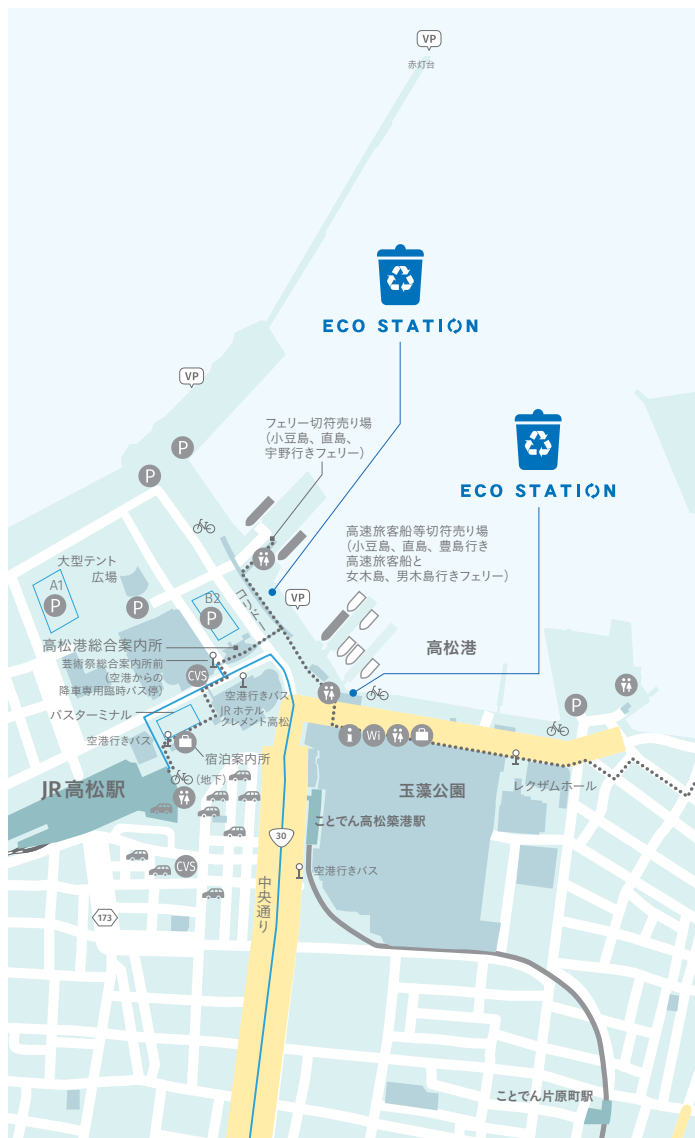 VP
赤灯台
ECO STATION
VP
フェリー切符売り場
（小豆島、直島、
宇野行きフェリー）
P
P
ECO STATION
高速旅客船等切符売り場
（小豆島、直島、豊島行き
高速旅客船と
女木島、男木島行きフェリー）
大型テント
広場
A1
P
P
B2
P
VP
高松港
高松港総合案内所
芸術祭総合案内所前
（空港からの
降車専用臨時バス停）
CVS
空港行きバス
JRホテル
クレメント高松
バスターミナル
空港行きバス
宿泊案内所
（地下）
JR高松駅
P
Wi
レクザムホール
玉藻公園
ことでん高松築港駅
30
CVS
空港行きバス
中央通り
173
ことでん片原町駅